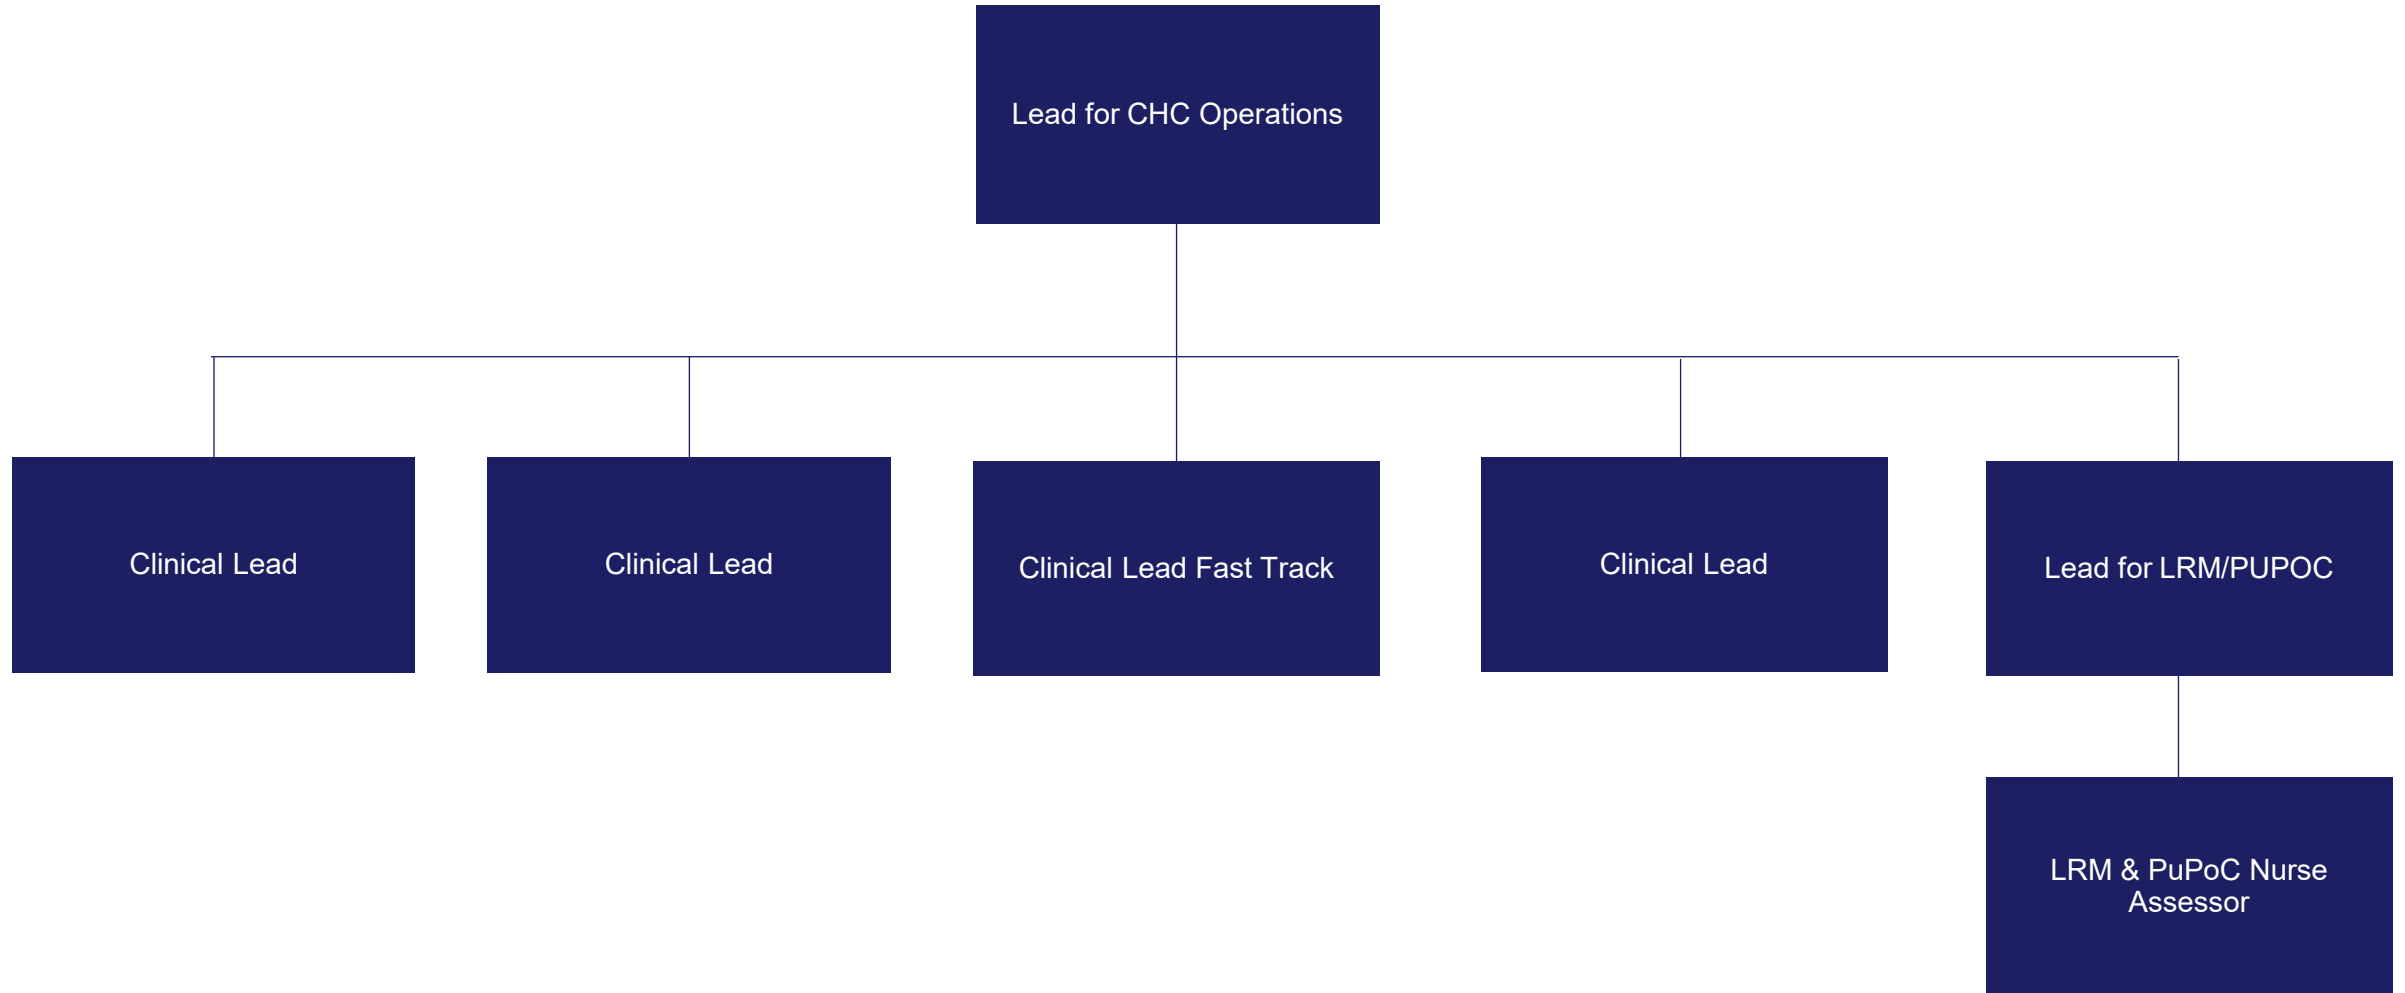 Lead for CHC Operations
Clinical Lead
Clinical Lead
Clinical Lead Fast Track
Clinical Lead
Lead for LRM/PUPOC
LRM & PuPoC Nurse
Assessor